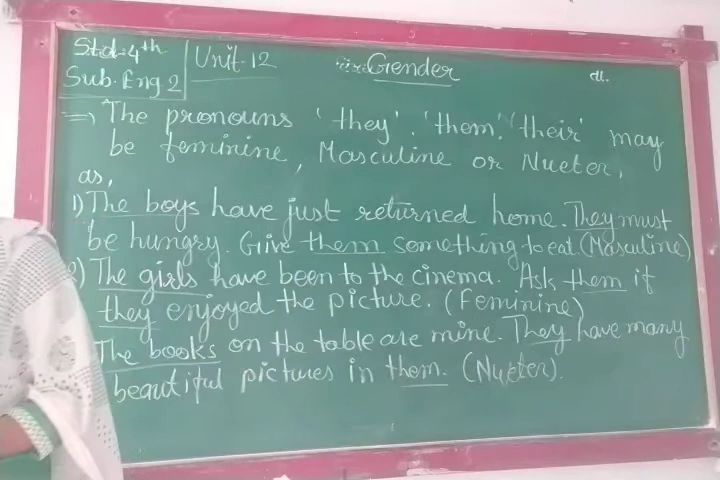 Std-4th Unit-12 Gender dt.
Sub. Eng 2
⇒ The pronouns 'they', 'them', 'their' may
be feminine, Masculine or Nueter,
as,
1) The boys have just returned home. They must
be hungry. Give them something to eat (Masculine)
2) The girls have been to the cinema. Ask them if
they enjoyed the picture. (Feminine)
The books on the table are mine. They have many
beautiful pictures in them. (Nueter).